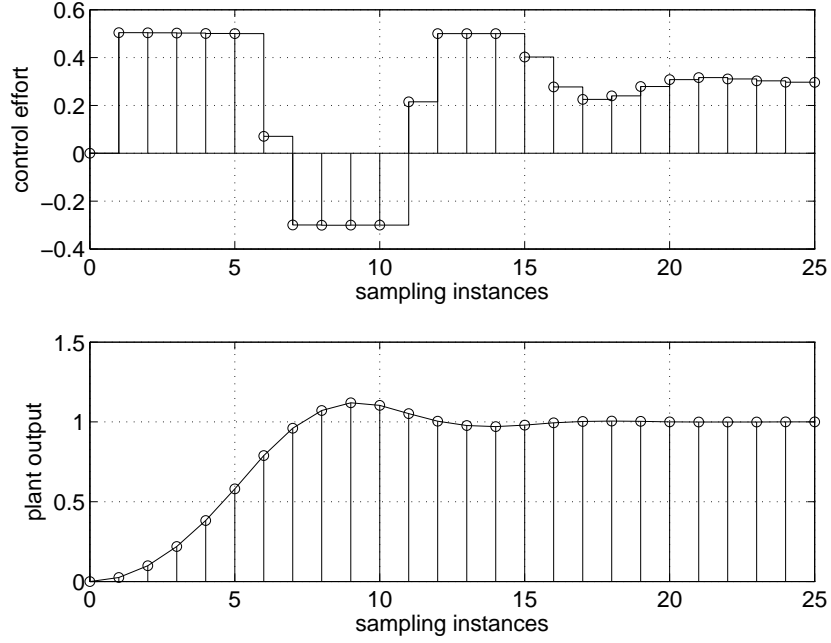 0.6
0.4
0.2
0
−0.2
−0.4
control effort
0 5 10 15 20 25
sampling instances
1.5
1
0.5
0
plant output
0 5 10 15 20 25
sampling instances